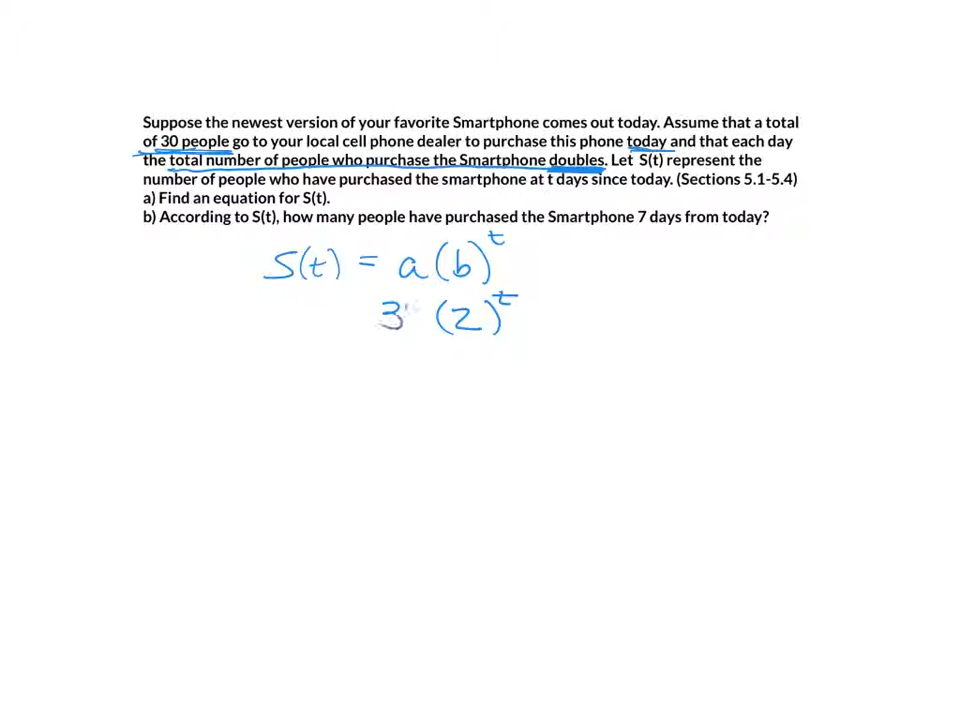 Suppose the newest version of your favorite Smartphone comes out today. Assume that a total
of 30 people go to your local cell phone dealer to purchase this phone today and that each day
the total number of people who purchase the Smartphone doubles. Let S(t) represent the
number of people who have purchased the smartphone at t days since today. (Sections 5.1-5.4)
a) Find an equation for S(t).
b) According to S(t), how many people have purchased the Smartphone 7 days from today?
S(t) = a(b)^t
3 (2)^t